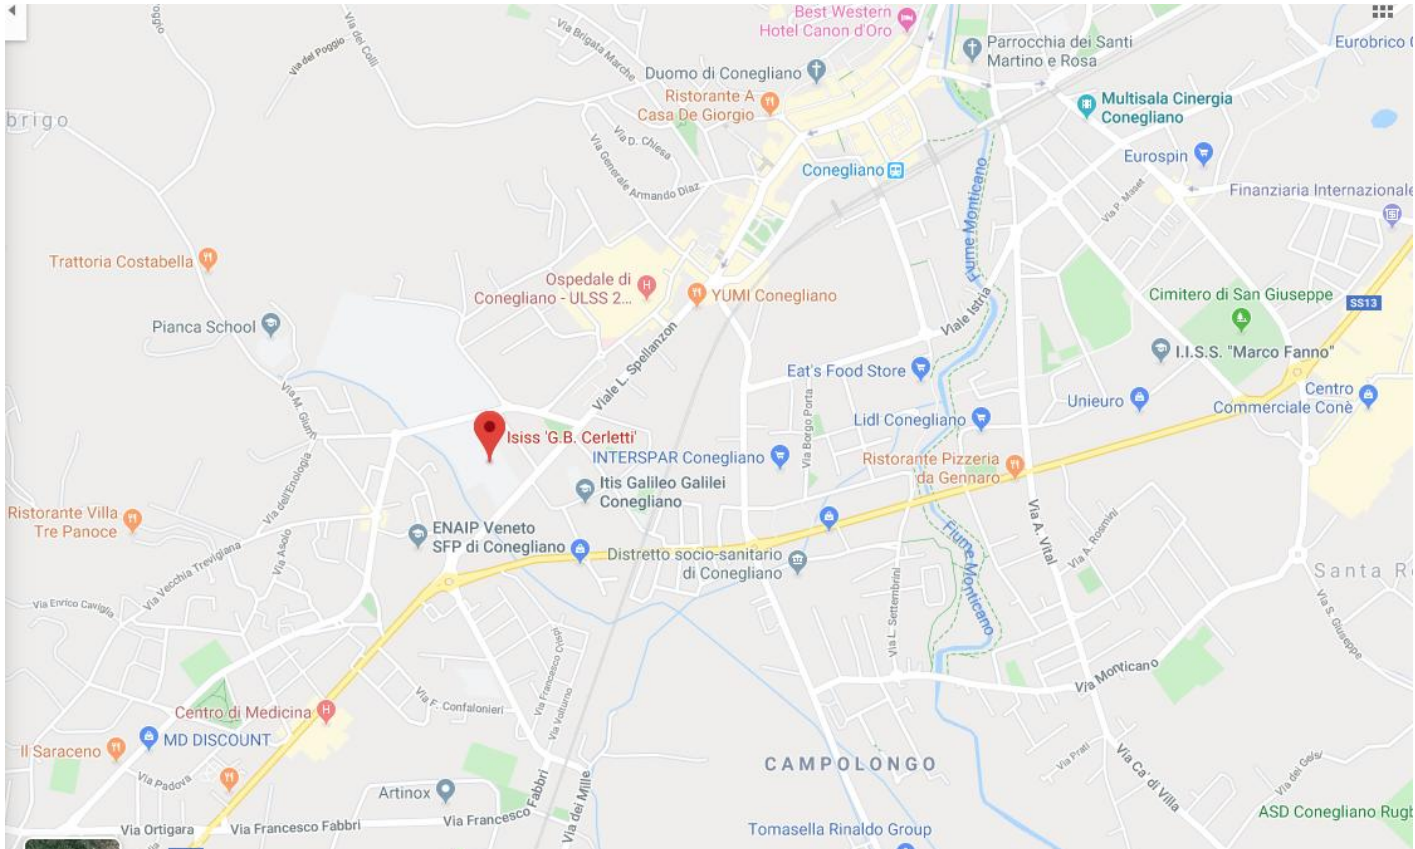 Best Western
Hotel Canon d'Oro
Via dei Colli
Via del Poggio
Via Brigata Marche
Parrocchia dei Santi
Martino e Rosa
Eurobrico
Duomo di Conegliano
Ristorante A
Casa De Giorgio
Multisala Cinergia
Conegliano
brigo
Via D. Chiesa
Via Generale Armando Diaz
Eurospin
Conegliano
Fiume Monticano
Via P. Maset
Finanziaria Internazionale
Trattoria Costabella
Ospedale di
Conegliano - ULSS 2...
YUMI Conegliano
Cimitero di San Giuseppe
SS13
Pianca School
Viale Istria
I.I.S.S. "Marco Fanno"
Viale L. Spellanzon
Eat's Food Store
Via M. Giunti
Via Borgo Porta
Unieuro
Centro
Commerciale Conè
Lidl Conegliano
Isiss 'G.B. Cerletti'
INTERSPAR Conegliano
Ristorante Pizzeria
da Gennaro
Itis Galileo Galilei
Conegliano
Via dell'Enologia
Ristorante Villa
Tre Panoce
ENAIP Veneto
SFP di Conegliano
Via A. Vital
Via A. Rosmini
Via Asolo
Via Vecchia Trevigiana
Distretto socio-sanitario
di Conegliano
Fiume Monticano
Santa R
Via Enrico Caviglia
Via L. Settembrini
Via S. Giuseppe
Via Francesco Crispi
Via Monticano
Via F. Confalonieri
Via Volturno
Centro di Medicina
MD DISCOUNT
Il Saraceno
Via Padova
CAMPOLONGO
Via Prati
Via Ca' di Villa
Via dei Gelsi
Artinox
Via dei Mille
ASD Conegliano Rugb
Via Ortigara
Via Francesco Fabbri
Via Francesco Fabbri
Tomasella Rinaldo Group